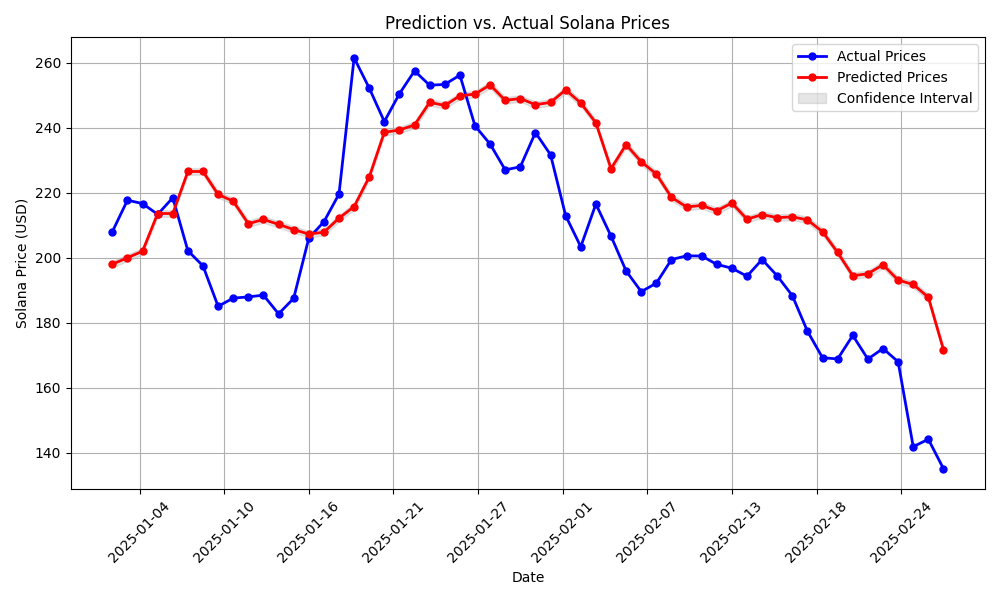 Prediction vs. Actual Solana Prices
Actual Prices
Predicted Prices
Confidence Interval
Solana Price (USD)
260
240
220
200
180
160
140
2025-01-04
2025-01-10
2025-01-16
2025-01-21
2025-01-27
2025-02-01
2025-02-07
2025-02-13
2025-02-18
2025-02-24
Date